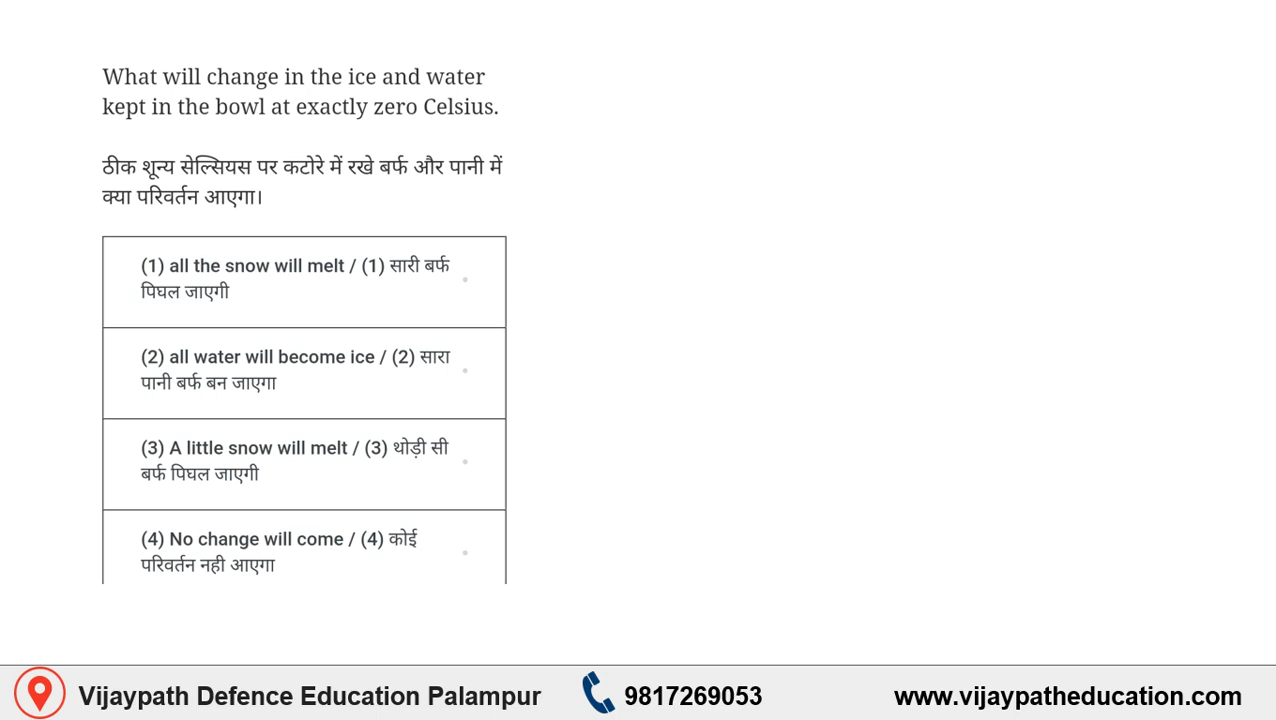 What will change in the ice and water
kept in the bowl at exactly zero Celsius.
ठीक शून्य सेल्सियस पर कटोरे में रखे बर्फ और पानी में
क्या परिवर्तन आएगा।
(1) all the snow will melt / (1) सारी बर्फ
पिघल जाएगी
(2) all water will become ice / (2) सारा
पानी बर्फ बन जाएगा
(3) A little snow will melt / (3) थोड़ी सी
बर्फ पिघल जाएगी
(4) No change will come / (4) कोई
परिवर्तन नही आएगा
Vijaypath Defence Education Palampur 9817269053 www.vijaypatheducation.com